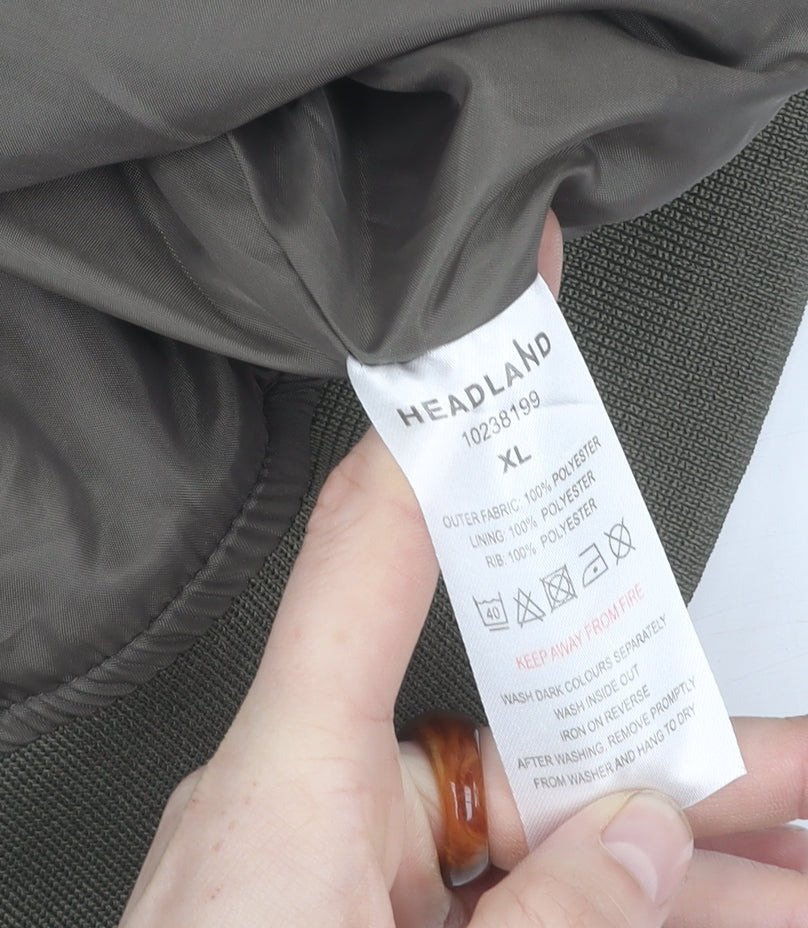 HEADLAND
10238199
XL
OUTER FABRIC: 100% POLYESTER
LINING: 100% POLYESTER
RIB: 100% POLYESTER
40
KEEP AWAY FROM FIRE
WASH DARK COLOURS SEPARATELY
WASH INSIDE OUT
IRON ON REVERSE
AFTER WASHING, REMOVE PROMPTLY
FROM WASHER AND HANG TO DRY